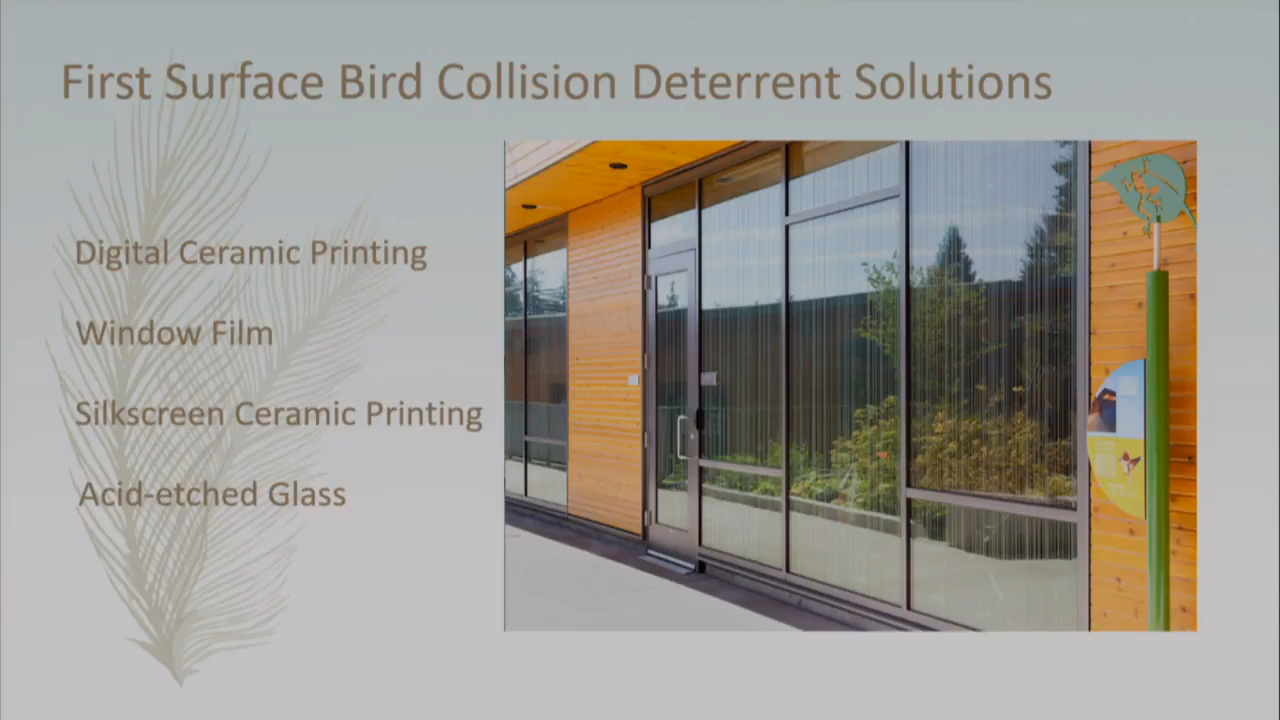 First Surface Bird Collision Deterrent Solutions
Digital Ceramic Printing
Window Film
Silkscreen Ceramic Printing
Acid-etched Glass